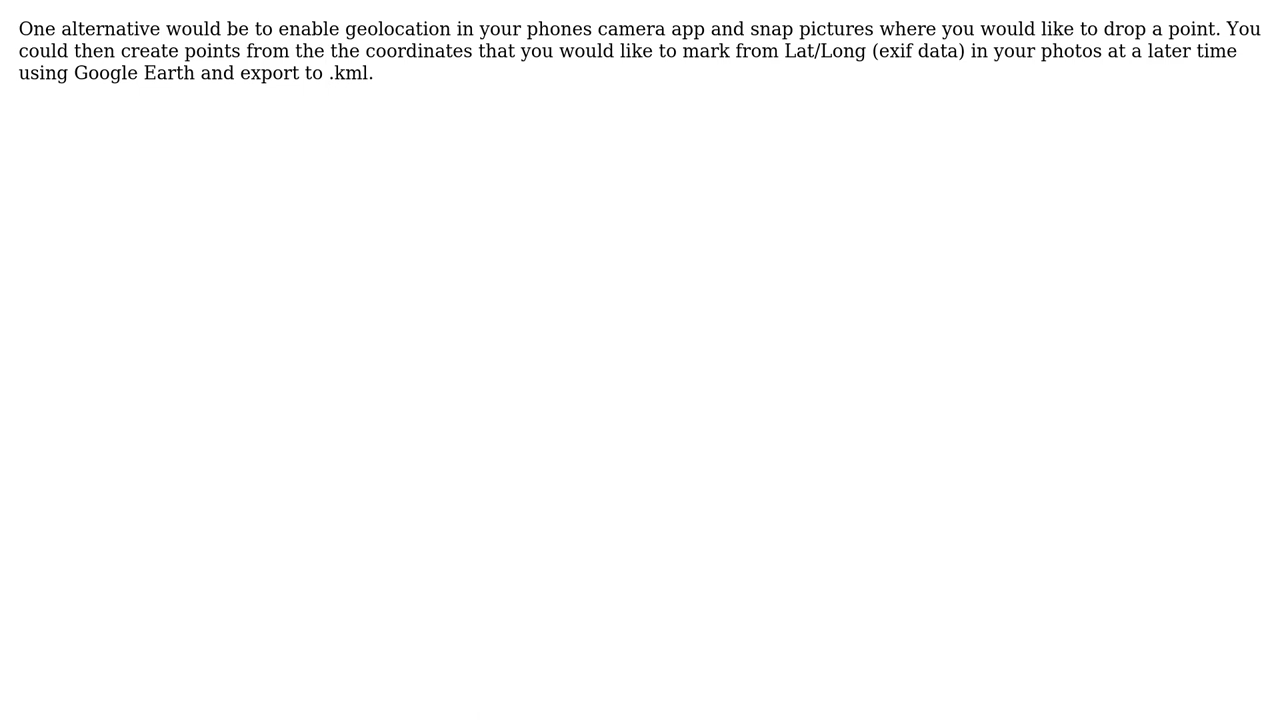 One alternative would be to enable geolocation in your phones camera app and snap pictures where you would like to drop a point. You
could then create points from the the coordinates that you would like to mark from Lat/Long (exif data) in your photos at a later time
using Google Earth and export to .kml.